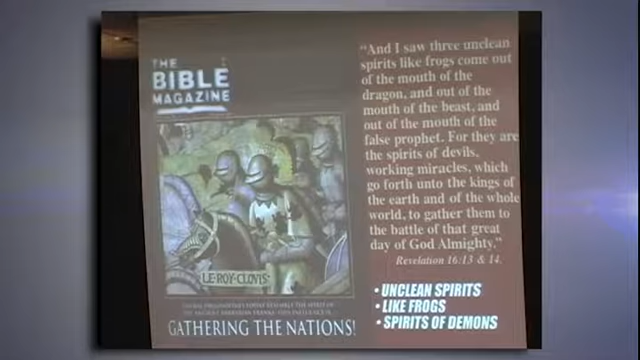 THE
BIBLE
MAGAZINE
LE·ROY·CLOVIS
GATHERING THE NATIONS!
"And I saw three unclean
spirits like frogs come out
of the mouth of the
dragon, and out of the
mouth of the beast, and
out of the mouth of the
false prophet. For they are
the spirits of devils,
working miracles, which
go forth unto the kings of
the earth and of the whole
world, to gather them to
the battle of that great
day of God Almighty."
Revelation 16:13 & 14.
• UNCLEAN SPIRITS
• LIKE FROGS
• SPIRITS OF DEMONS